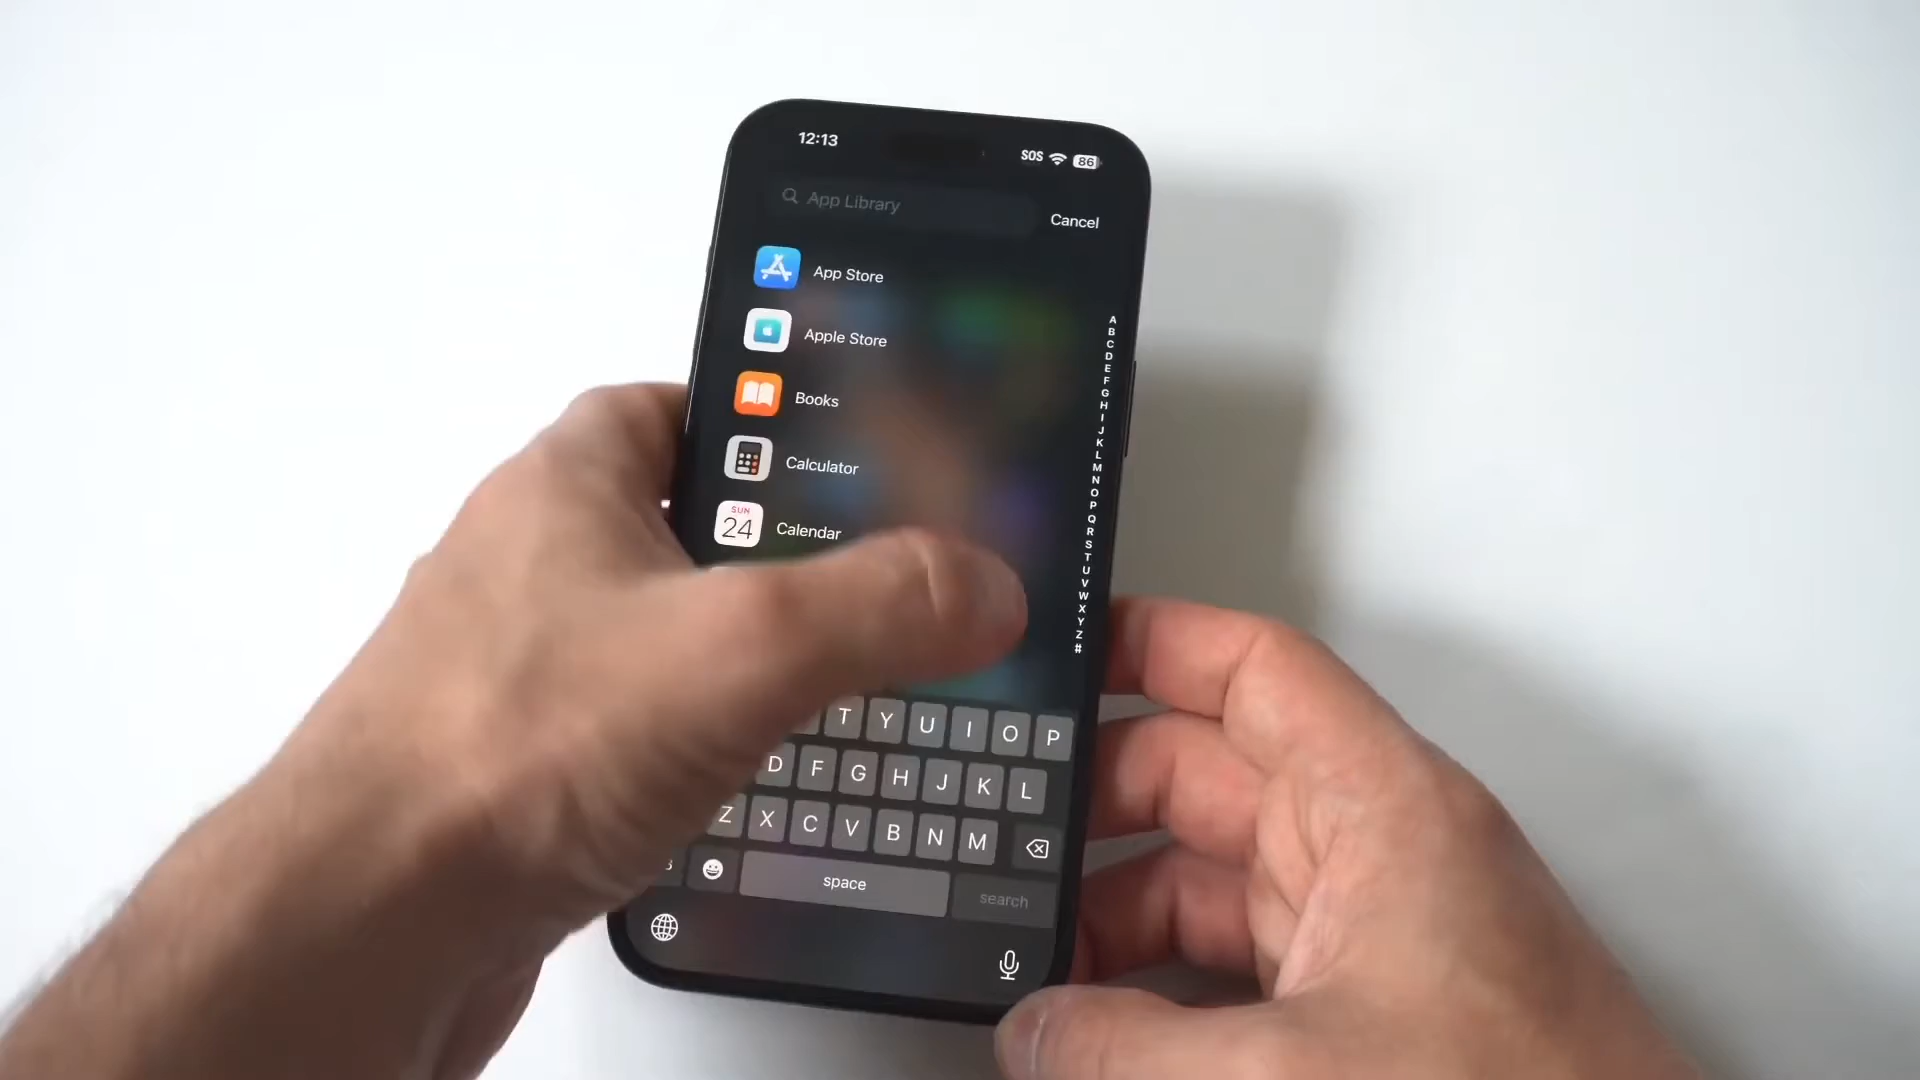 12:13
SOS 86
App Library
Cancel
App Store
Apple Store
Books
Calculator
SUN
24
Calendar
A
B
C
D
E
F
G
H
I
J
K
L
M
N
O
P
Q
R
S
T
U
V
W
X
Y
Z
#
T Y U I O P
D F G H J K L
Z X C V B N M
space
search